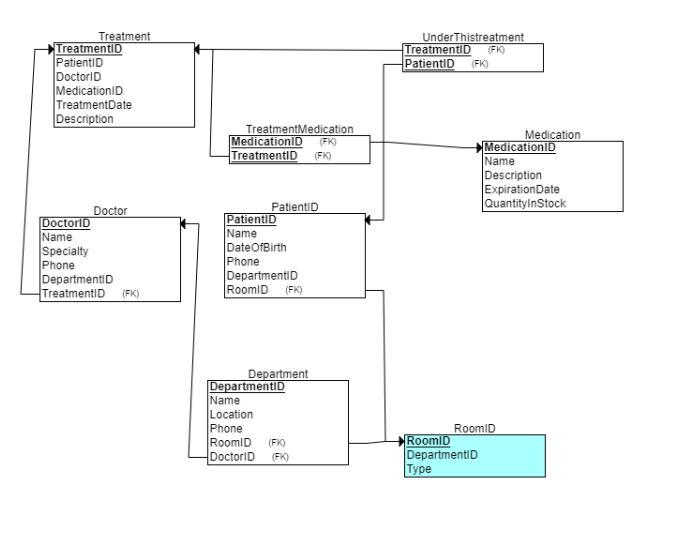 Treatment
TreatmentID
PatientID
DoctorID
MedicationID
TreatmentDate
Description
UnderThistreatment
TreatmentID (FK)
PatientID (FK)
TreatmentMedication
MedicationID (FK)
TreatmentID (FK)
Medication
MedicationID
Name
Description
ExpirationDate
QuantityInStock
Doctor
DoctorID
Name
Specialty
Phone
DepartmentID
TreatmentID (FK)
PatientID
PatientID
Name
DateOfBirth
Phone
DepartmentID
RoomID (FK)
Department
DepartmentID
Name
Location
Phone
RoomID (FK)
DoctorID (FK)
RoomID
RoomID
DepartmentID
Type